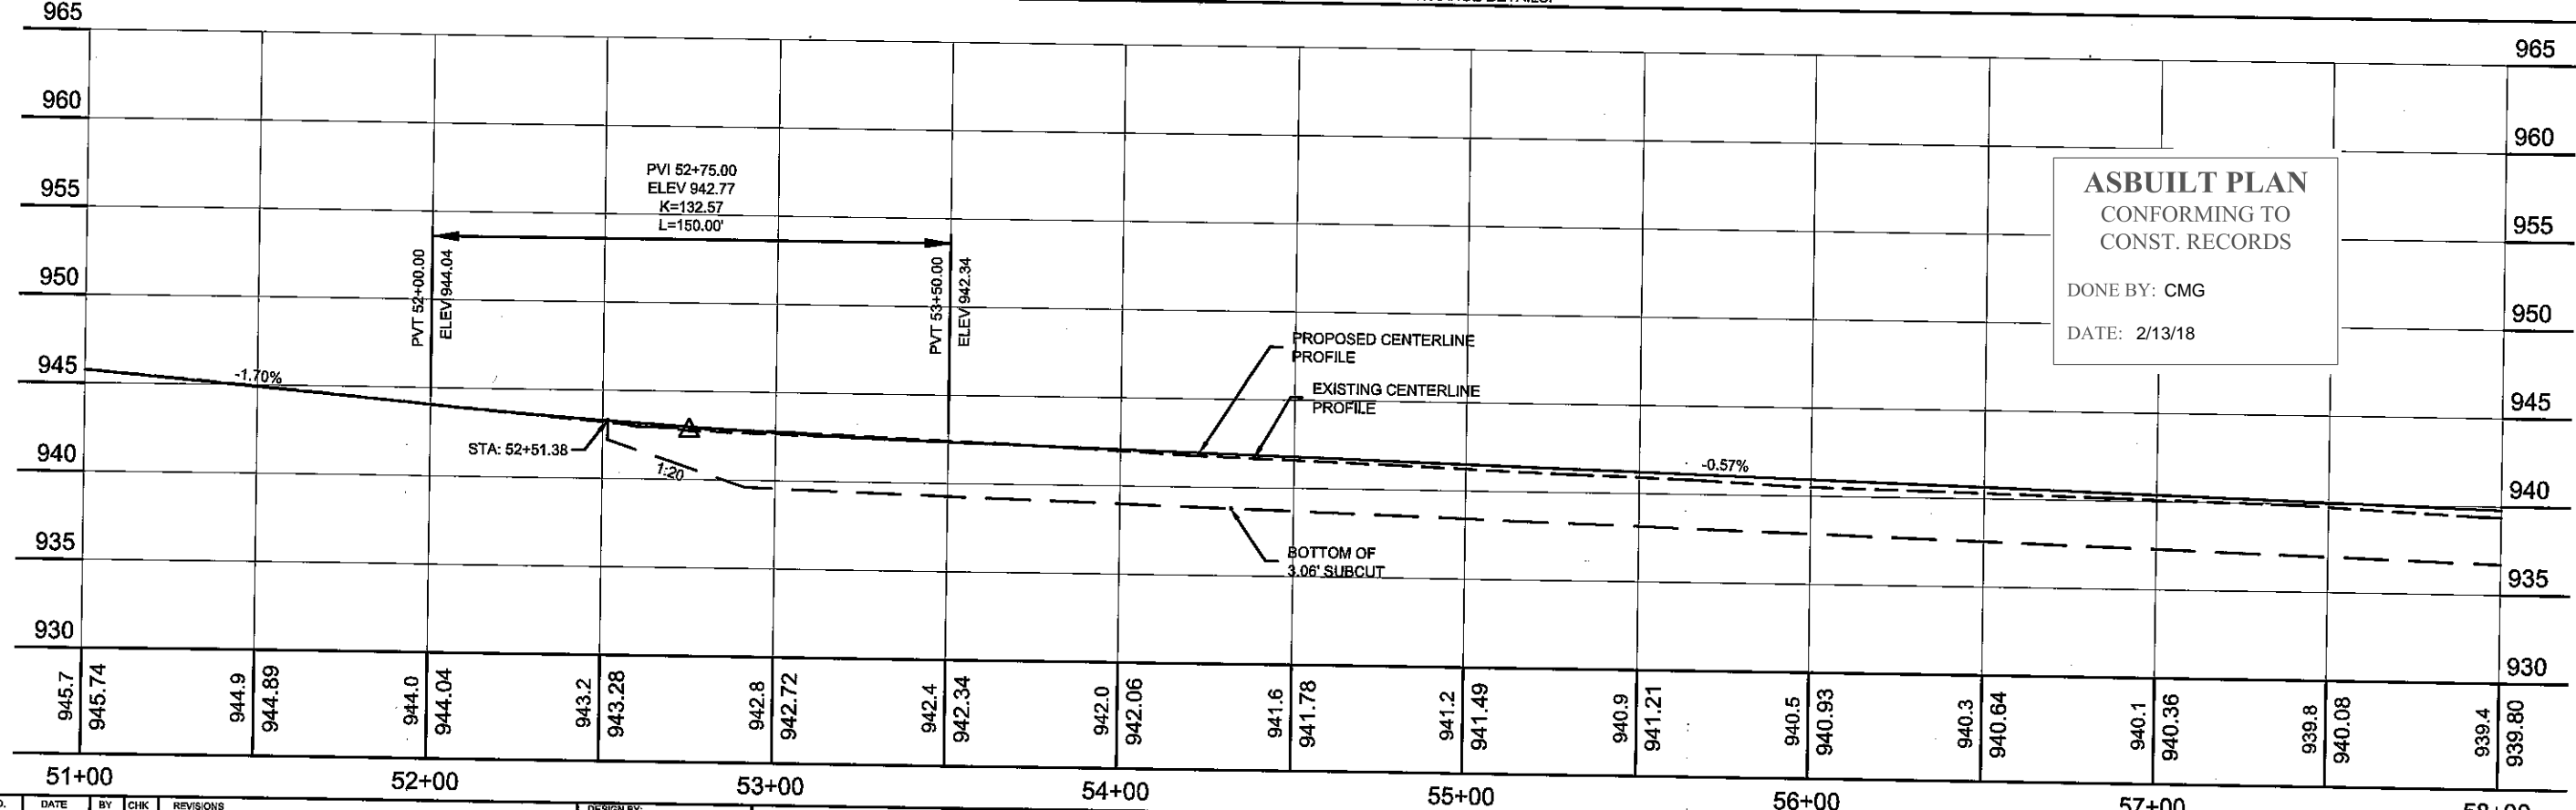 965
965
960
960
955
955
950
950
945
945
940
940
935
935
930
930
PVI 52+75.00
ELEV 942.77
K=132.57
L=150.00'
PVT 52+00.00
ELEV 944.04
PVT 53+50.00
ELEV 942.34
ASBUILT PLAN
CONFORMING TO
CONST. RECORDS
DONE BY: CMG
DATE: 2/13/18
-1.70%
PROPOSED CENTERLINE
PROFILE
EXISTING CENTERLINE
PROFILE
STA: 52+51.38
1:20
-0.57%
BOTTOM OF
3.06' SUBCUT
945.7
945.74
944.9
944.89
944.0
944.04
943.2
943.28
942.8
942.72
942.4
942.34
942.0
942.06
941.6
941.78
941.2
941.49
940.9
941.21
940.5
940.93
940.3
940.64
940.1
940.36
939.8
940.08
939.4
939.80
51+00
52+00
53+00
54+00
55+00
56+00
57+00
58+00
DATE BY CHK REVISIONS
DESIGN BY: